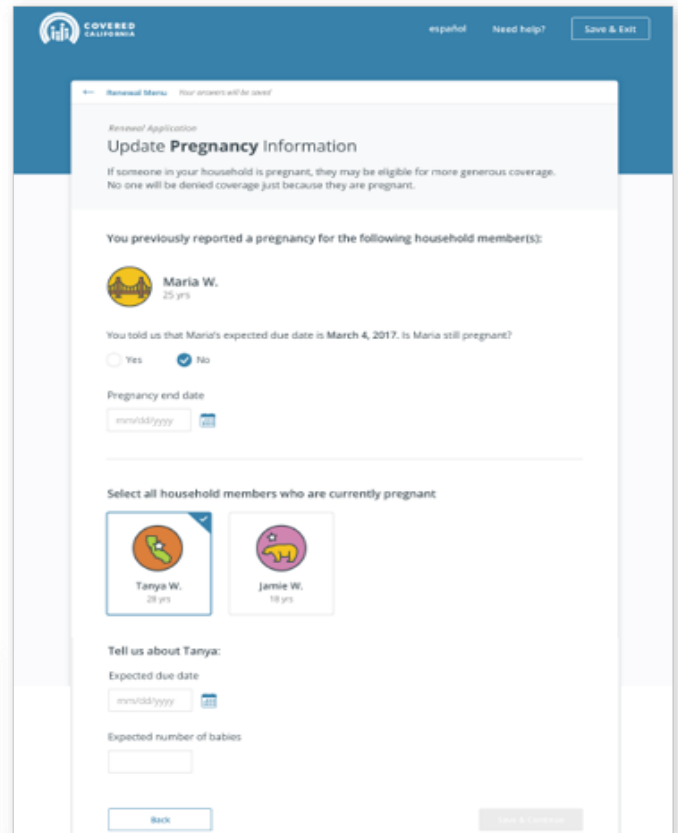 COVERED
CALIFORNIA
español
Need help?
Save & Exit
← Renewal Menu Your answers will be saved
Renewal Application
Update Pregnancy Information
If someone in your household is pregnant, they may be eligible for more generous coverage.
No one will be denied coverage just because they are pregnant.
You previously reported a pregnancy for the following household member(s):
Maria W.
25 yrs
You told us that Maria's expected due date is March 4, 2017. Is Maria still pregnant?
Yes
No
Pregnancy end date
mm/dd/yyyy
Select all household members who are currently pregnant
Tanya W.
28 yrs
Jamie W.
18 yrs
Tell us about Tanya:
Expected due date
mm/dd/yyyy
Expected number of babies
Back
Save & Continue